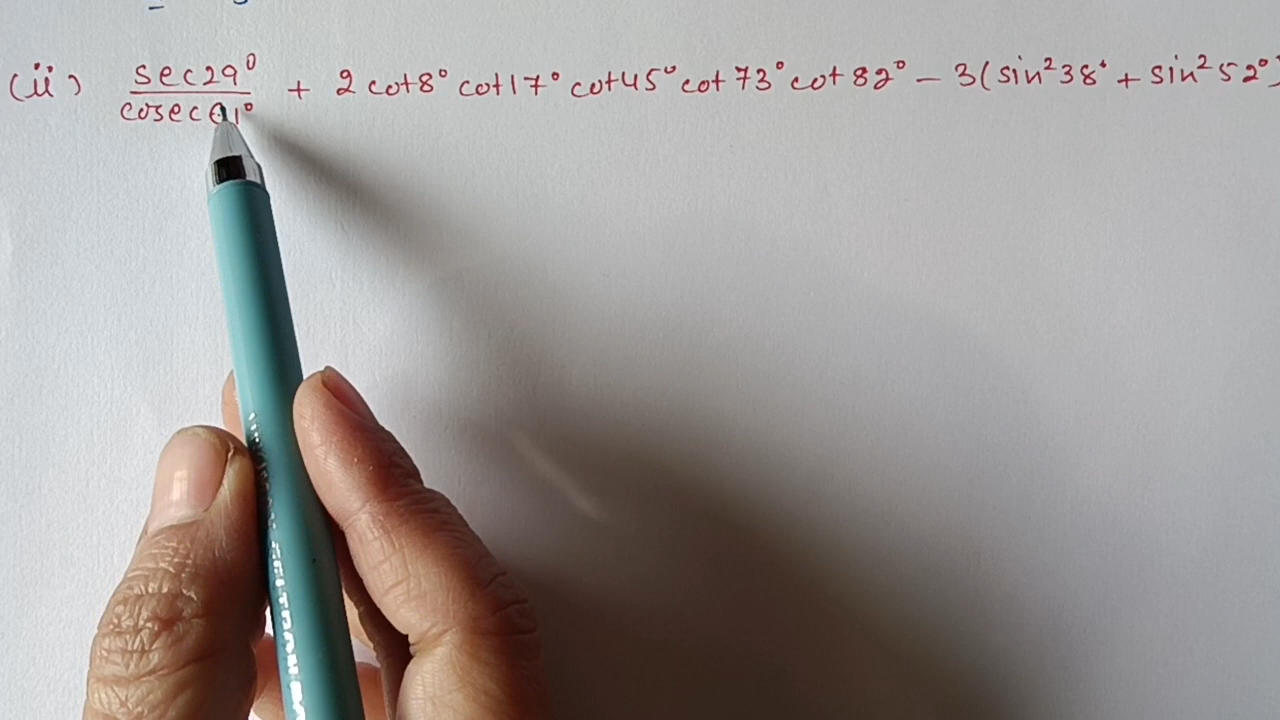 (ii) sec29° / cosec61° + 2 cot8° cot17° cot45° cot73° cot82° − 3(sin²38° + sin²52°)